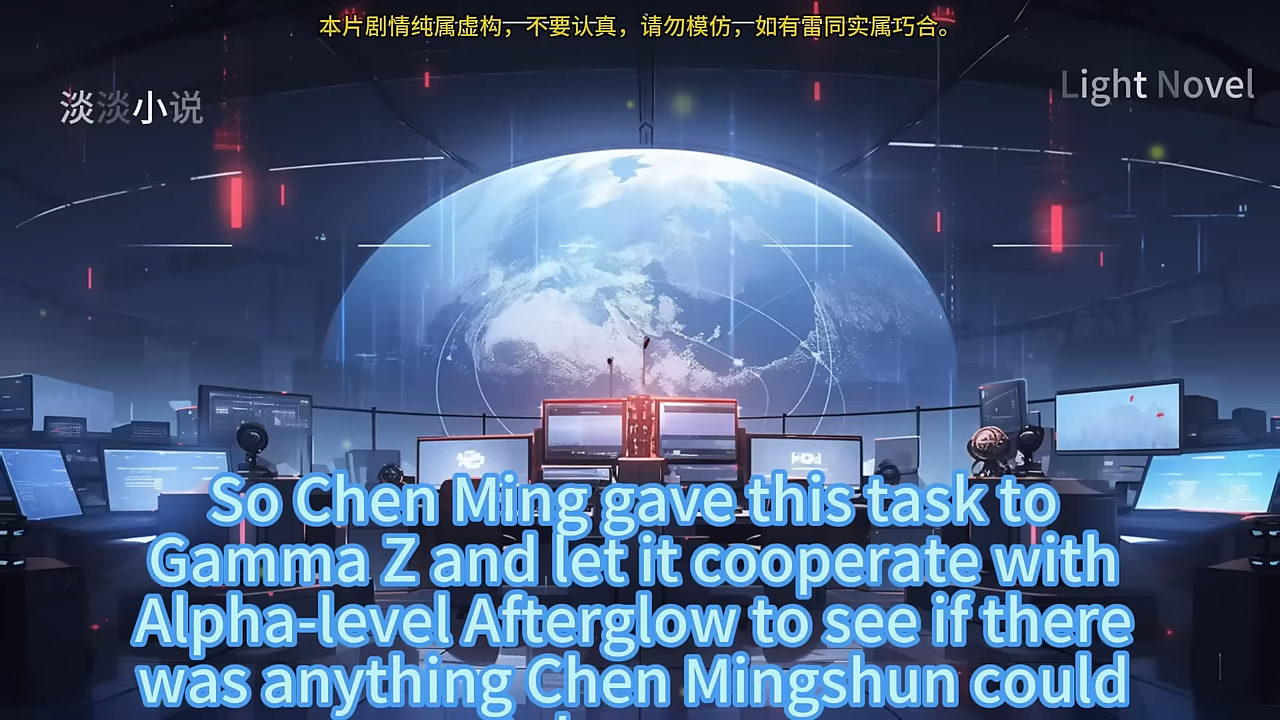 本片剧情纯属虚构，不要认真，请勿模仿，如有雷同实属巧合。
淡淡小说
Light Novel
So Chen Ming gave this task to
Gamma Z and let it cooperate with
Alpha-level Afterglow to see if there
was anything Chen Mingshun could